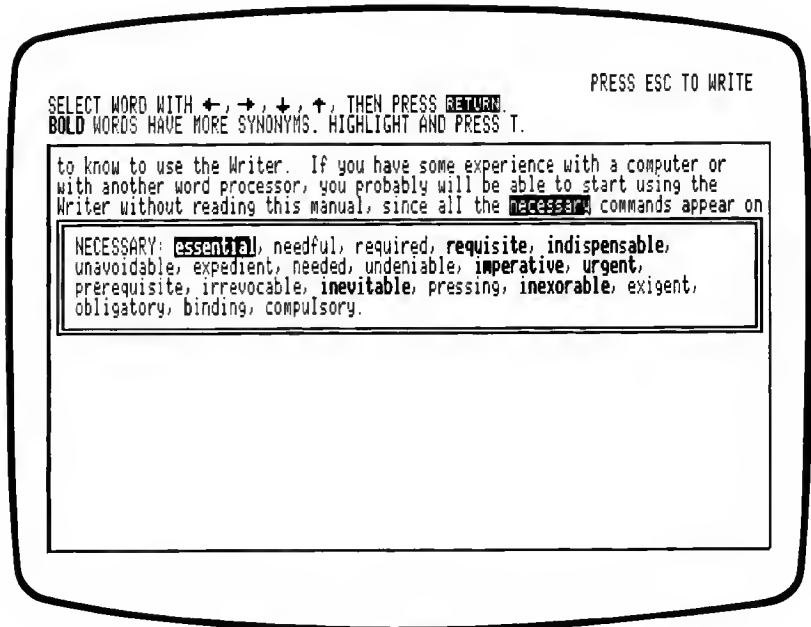 PRESS ESC TO WRITE
SELECT WORD WITH ←, →, ↓, ↑, THEN PRESS RETURN.
BOLD WORDS HAVE MORE SYNONYMS. HIGHLIGHT AND PRESS T.
to know to use the Writer.  If you have some experience with a computer or
with another word processor, you probably will be able to start using the
Writer without reading this manual, since all the necessary commands appear on
NECESSARY: essential, needful, required, requisite, indispensable,
unavoidable, expedient, needed, undeniable, imperative, urgent,
prerequisite, irrevocable, inevitable, pressing, inexorable, exigent,
obligatory, binding, compulsory.